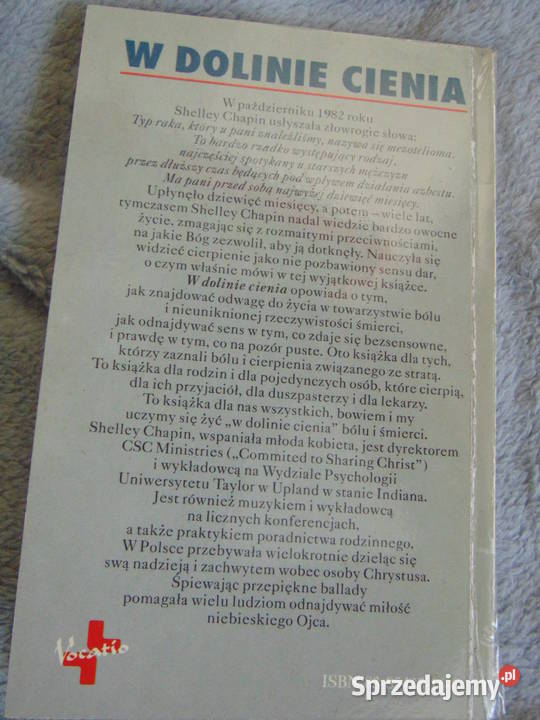 W DOLINIE CIENIA
W październiku 1982 roku
Shelley Chapin usłyszała złowrogie słowa:
Typ raka, który u pani znaleźliśmy, nazywa się mezotelioma.
To bardzo rzadko występujący rodzaj,
najczęściej spotykany u starszych mężczyzn
przez dłuższy czas będących pod wpływem działania azbestu.
Ma pani przed sobą najwyżej dziewięć miesięcy.
Upłynęło dziewięć miesięcy, a potem – wiele lat,
tymczasem Shelley Chapin nadal wiedzie bardzo owocne
życie, zmagając się z rozmaitymi przeciwnościami,
na jakie Bóg zezwolił, aby ją dotknęły. Nauczyła się
widzieć cierpienie jako nie pozbawiony sensu dar,
o czym właśnie mówi w tej wyjątkowej książce.
W dolinie cienia opowiada o tym,
jak znajdować odwagę do życia w towarzystwie bólu
i nieuniknionej rzeczywistości śmierci,
jak odnajdywać sens w tym, co zdaje się bezsensowne,
i prawdę w tym, co na pozór puste. Oto książka dla tych,
którzy zaznali bólu i cierpienia związanego ze stratą.
To książka dla rodzin i dla pojedynczych osób, które cierpią,
dla ich przyjaciół, dla duszpasterzy i dla lekarzy.
To książka dla nas wszystkich, bowiem i my
uczymy się żyć „w dolinie cienia” bólu i śmierci.
Shelley Chapin, wspaniała młoda kobieta, jest dyrektorem
CSC Ministries („Commited to Sharing Christ”)
i wykładowcą na Wydziale Psychologii
Uniwersytetu Taylor w Upland w stanie Indiana.
Jest również muzykiem i wykładowcą
na licznych konferencjach,
a także praktykiem poradnictwa rodzinnego.
W Polsce przebywała wielokrotnie dzieląc się
swą nadzieją i zachwytem wobec osoby Chrystusa.
Śpiewając przepiękne ballady
pomagała wielu ludziom odnajdywać miłość
niebieskiego Ojca.
Vocatio
ISBN
Sprzedajemy.pl